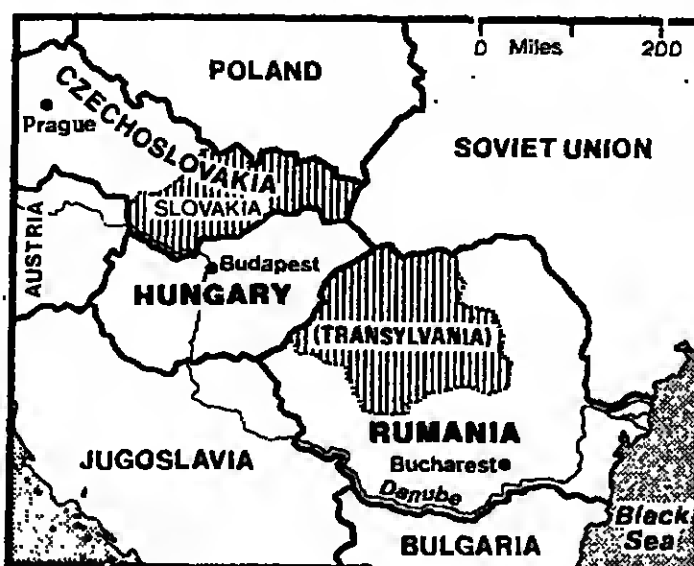 0 Miles 200
POLAND
CZECHOSLOVAKIA
Prague
SOVIET UNION
SLOVAKIA
AUSTRIA
Budapest
HUNGARY
(TRANSYLVANIA)
RUMANIA
JUGOSLAVIA
Bucharest
Danube
Black
Sea
BULGARIA